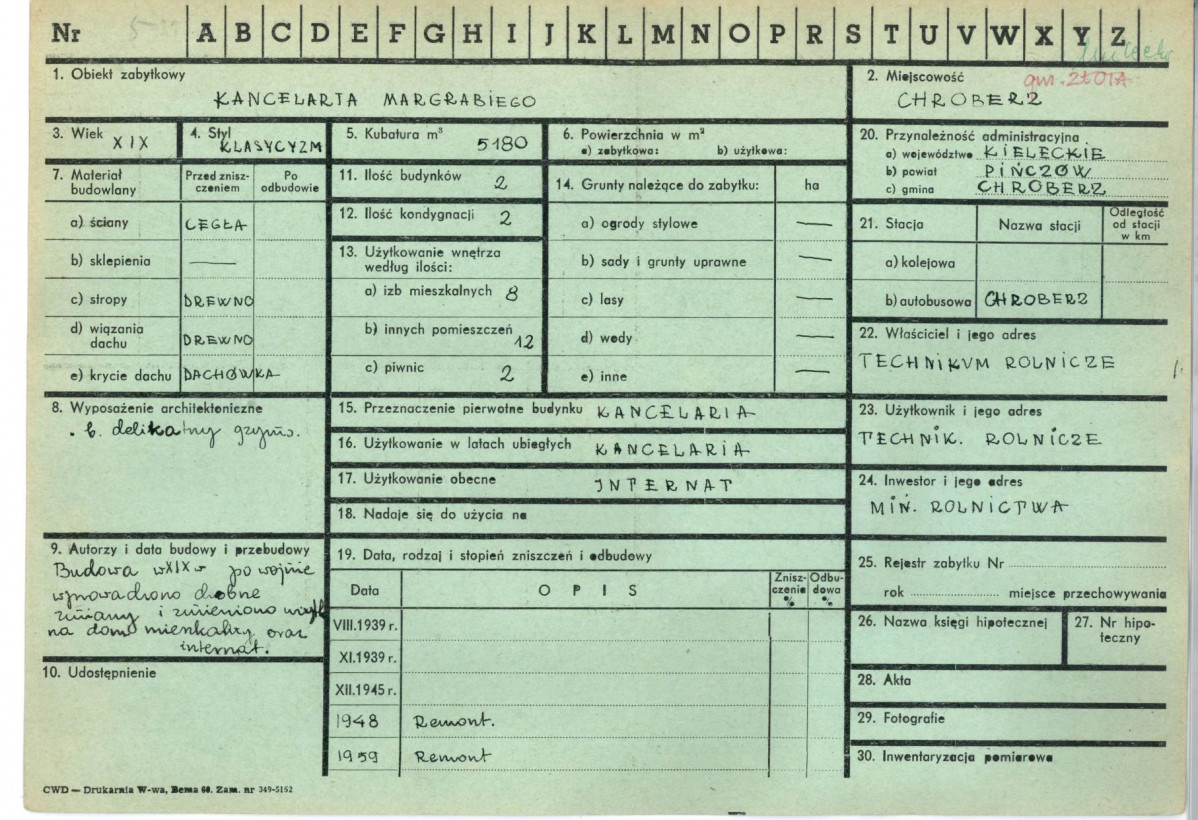 Nr A B C D E F G H I J K L M N O P R S T U V W X Y Z
1. Obiekt zabytkowy
KANCELARIA MARGRABIEGO
2. Miejscowość
gm. ZŁOTA
CHROBERZ
3. Wiek XIX
4. Styl KLASYCYZM
5. Kubatura m³ 5180
6. Powierzchnia w m²
a) zabytkowa: b) użytkowa:
20. Przynależność administracyjna
a) województwo KIELECKIE
b) powiat PIŃCZÓW
c) gmina CHROBERZ
7. Materiał budowlany
Przed zniszczeniem
Po odbudowie
a) ściany CEGŁA
b) sklepienia —
c) stropy DREWNO
d) wiązania dachu DREWNO
e) krycie dachu DACHÓWKA
11. Ilość budynków 2
12. Ilość kondygnacji 2
13. Użytkowanie wnętrza
według ilości:
a) izb mieszkalnych 8
b) innych pomieszczeń 12
c) piwnic 2
14. Grunty należące do zabytku: ha
a) ogrody stylowe —
b) sady i grunty uprawne —
c) lasy —
d) wody —
e) inne —
21. Stacja Nazwa stacji Odległość od stacji w km
a) kolejowa
b) autobusowa CHROBERZ
22. Właściciel i jego adres
TECHNIKUM ROLNICZE
8. Wyposażenie architektoniczne
. b. delikatny gzyms.
15. Przeznaczenie pierwotne budynku KANCELARIA
16. Użytkowanie w latach ubiegłych KANCELARIA
17. Użytkowanie obecne INTERNAT
18. Nadaje się do użycia na
23. Użytkownik i jego adres
TECHNIK. ROLNICZE
24. Inwestor i jego adres
MIN. ROLNICTWA
9. Autorzy i data budowy i przebudowy
Budowa w XIX w po wojnie
wprowadzono drobne
zmiany i zmieniono
na dom mieszkalny oraz
internat.
10. Udostępnienie
19. Data, rodzaj i stopień zniszczeń i odbudowy
Data OPIS Zniszczenie % Odbudowa %
VIII.1939 r.
XI.1939 r.
XII.1945 r.
1948 Remont.
1959 Remont
25. Rejestr zabytku Nr
rok miejsce przechowywania
26. Nazwa księgi hipotecznej
27. Nr hipoteczny
28. Akta
29. Fotografie
30. Inwentaryzacja pomiarowa
CWD — Drukarnia W-wa, Bema 60. Zam. nr 349-5162